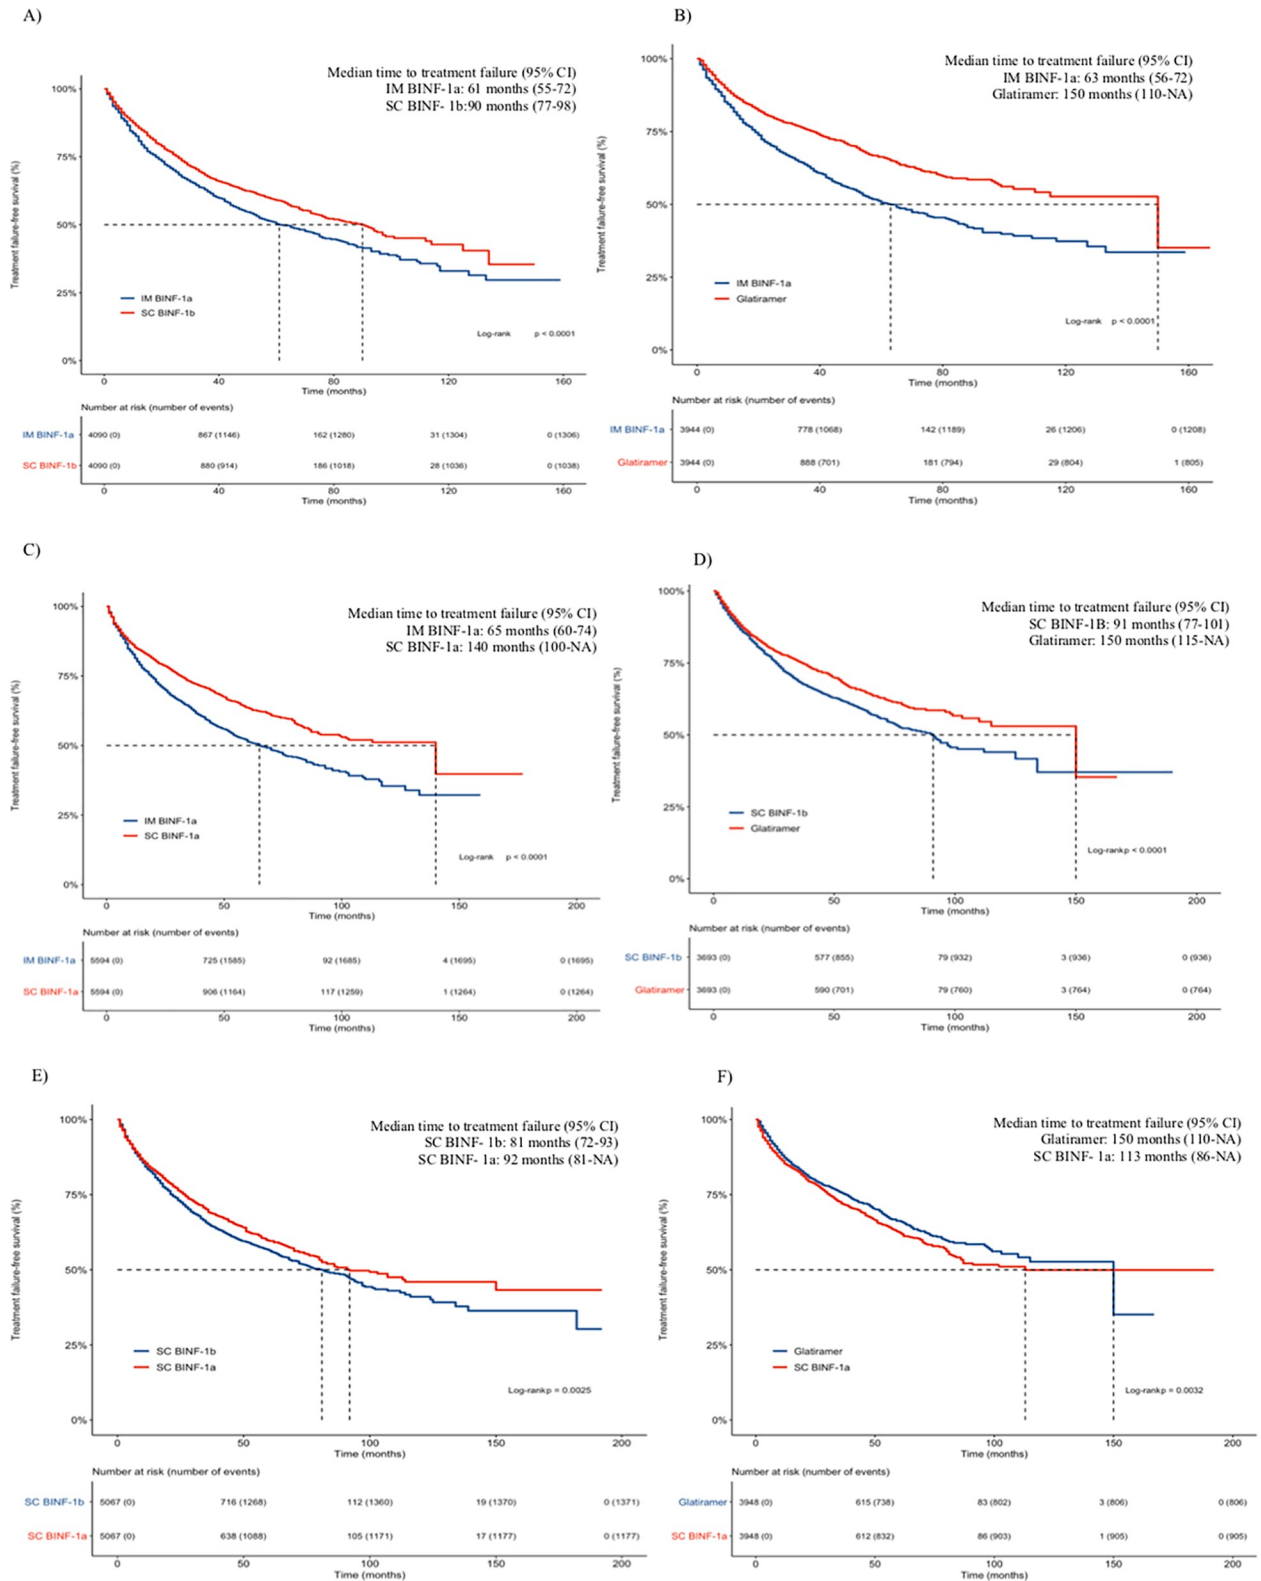 A)
Median time to treatment failure (95% CI)
IM BINF-1a: 61 months (55-72)
SC BINF- 1b:90 months (77-98)
Treatment failure-free survival (%)
100%
75%
50%
25%
0%
IM BINF-1a
SC BINF-1b
Log-rank p < 0.0001
0 40 80 120 160
Time (months)
Number at risk (number of events)
IM BINF-1a 4090 (0) 867 (1146) 162 (1280) 31 (1304) 0 (1306)
SC BINF-1b 4090 (0) 880 (914) 186 (1018) 28 (1036) 0 (1038)
0 40 80 120 160
Time (months)
B)
Median time to treatment failure (95% CI)
IM BINF-1a: 63 months (56-72)
Glatiramer: 150 months (110-NA)
Treatment failure-free survival (%)
100%
75%
50%
25%
0%
IM BINF-1a
Glatiramer
Log-rank p < 0.0001
0 40 80 120 160
Time (months)
Number at risk (number of events)
IM BINF-1a 3944 (0) 778 (1068) 142 (1189) 26 (1206) 0 (1208)
Glatiramer 3944 (0) 888 (701) 181 (794) 29 (804) 1 (805)
0 40 80 120 160
Time (months)
C)
Median time to treatment failure (95% CI)
IM BINF-1a: 65 months (60-74)
SC BINF-1a: 140 months (100-NA)
Treatment failure-free survival (%)
100%
75%
50%
25%
0%
IM BINF-1a
SC BINF-1a
Log-rank p < 0.0001
0 50 100 150 200
Time (months)
Number at risk (number of events)
IM BINF-1a 5594 (0) 725 (1585) 92 (1685) 4 (1695) 0 (1695)
SC BINF-1a 5594 (0) 906 (1164) 117 (1259) 1 (1264) 0 (1264)
0 50 100 150 200
Time (months)
D)
Median time to treatment failure (95% CI)
SC BINF-1B: 91 months (77-101)
Glatiramer: 150 months (115-NA)
Treatment failure-free survival (%)
100%
75%
50%
25%
0%
SC BINF-1b
Glatiramer
Log-rankp < 0.0001
0 50 100 150 200
Time (months)
Number at risk (number of events)
SC BINF-1b 3693 (0) 577 (855) 79 (932) 3 (936) 0 (936)
Glatiramer 3693 (0) 590 (701) 79 (760) 3 (764) 0 (764)
0 50 100 150 200
Time (months)
E)
Median time to treatment failure (95% CI)
SC BINF- 1b: 81 months (72-93)
SC BINF- 1a: 92 months (81-NA)
Treatment failure-free survival (%)
100%
75%
50%
25%
0%
SC BINF-1b
SC BINF-1a
Log-rankp = 0.0025
0 50 100 150 200
Time (months)
Number at risk (number of events)
SC BINF-1b 5067 (0) 716 (1268) 112 (1360) 19 (1370) 0 (1371)
SC BINF-1a 5067 (0) 638 (1088) 105 (1171) 17 (1177) 0 (1177)
0 50 100 150 200
Time (months)
F)
Median time to treatment failure (95% CI)
Glatiramer: 150 months (110-NA)
SC BINF- 1a: 113 months (86-NA)
Treatment failure-free survival (%)
100%
75%
50%
25%
0%
Glatiramer
SC BINF-1a
Log-rankp = 0.0032
0 50 100 150 200
Time (months)
Number at risk (number of events)
Glatiramer 3948 (0) 615 (738) 83 (802) 3 (806) 0 (806)
SC BINF-1a 3948 (0) 612 (832) 86 (903) 1 (905) 0 (905)
0 50 100 150 200
Time (months)